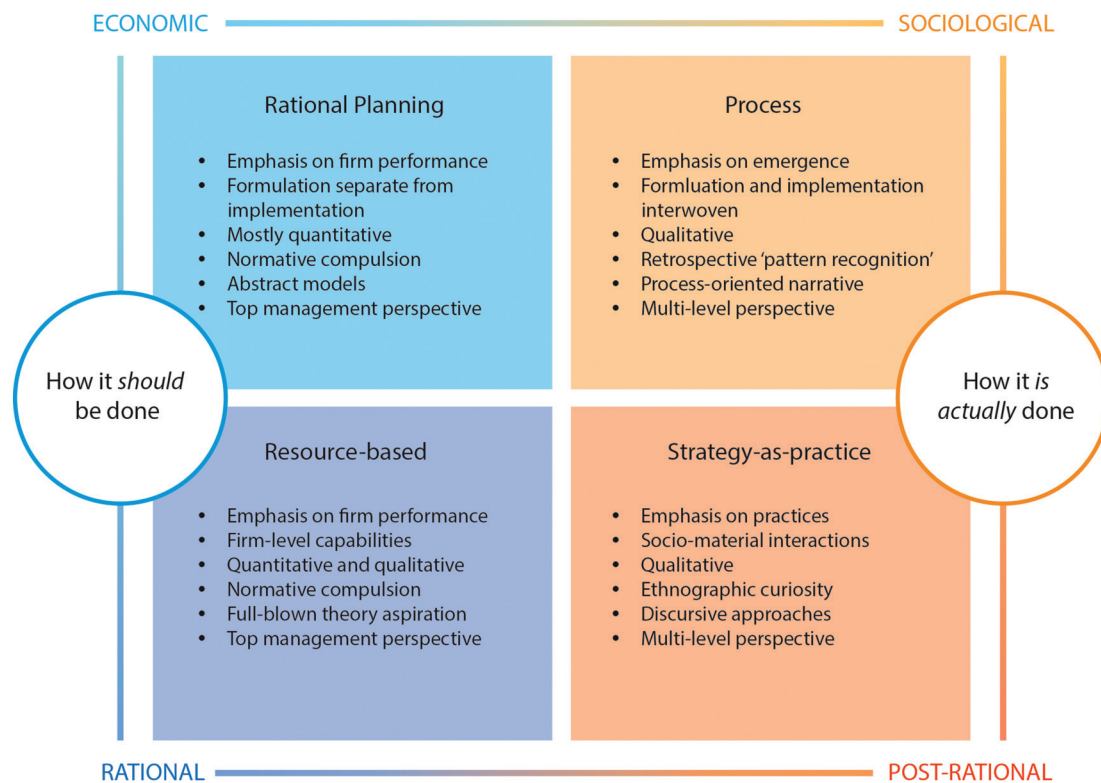 ECONOMIC
SOCIOLOGICAL
Rational Planning
• Emphasis on firm performance
• Formulation separate from
implementation
• Mostly quantitative
• Normative compulsion
• Abstract models
• Top management perspective
Process
• Emphasis on emergence
• Formluation and implementation
interwoven
• Qualitative
• Retrospective ‘pattern recognition’
• Process-oriented narrative
• Multi-level perspective
How it should
be done
How it is
actually done
Resource-based
• Emphasis on firm performance
• Firm-level capabilities
• Quantitative and qualitative
• Normative compulsion
• Full-blown theory aspiration
• Top management perspective
Strategy-as-practice
• Emphasis on practices
• Socio-material interactions
• Qualitative
• Ethnographic curiosity
• Discursive approaches
• Multi-level perspective
RATIONAL
POST-RATIONAL